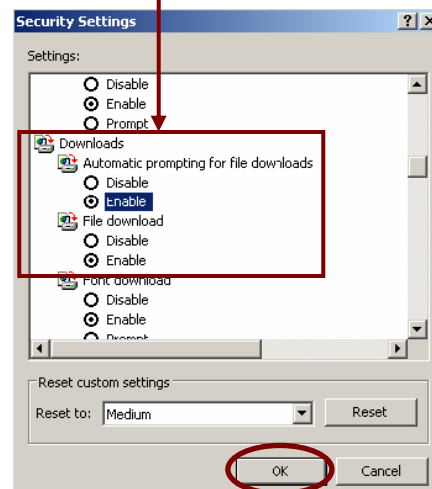 Security Settings
Settings:
Disable
Enable
Prompt
Downloads
Automatic prompting for file downloads
Disable
Enable
File download
Disable
Enable
Font download
Disable
Enable
Prompt
Reset custom settings
Reset to: Medium Reset
OK Cancel